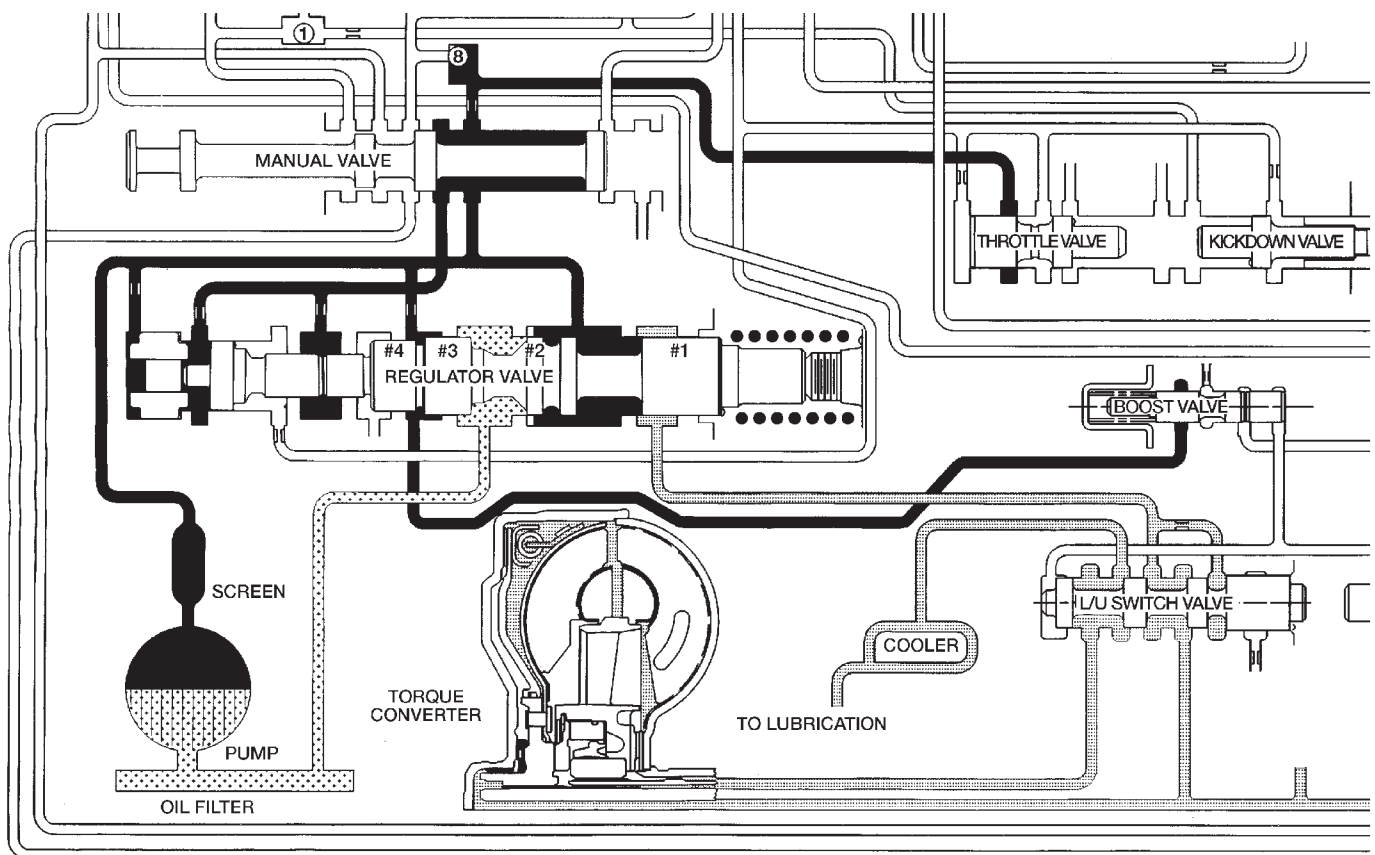 1
8
MANUAL VALVE
THROTTLE VALVE
KICKDOWN VALVE
#4
#3
#2
#1
REGULATOR VALVE
BOOST VALVE
SCREEN
L/U SWITCH VALVE
COOLER
TORQUE
CONVERTER
TO LUBRICATION
PUMP
OIL FILTER